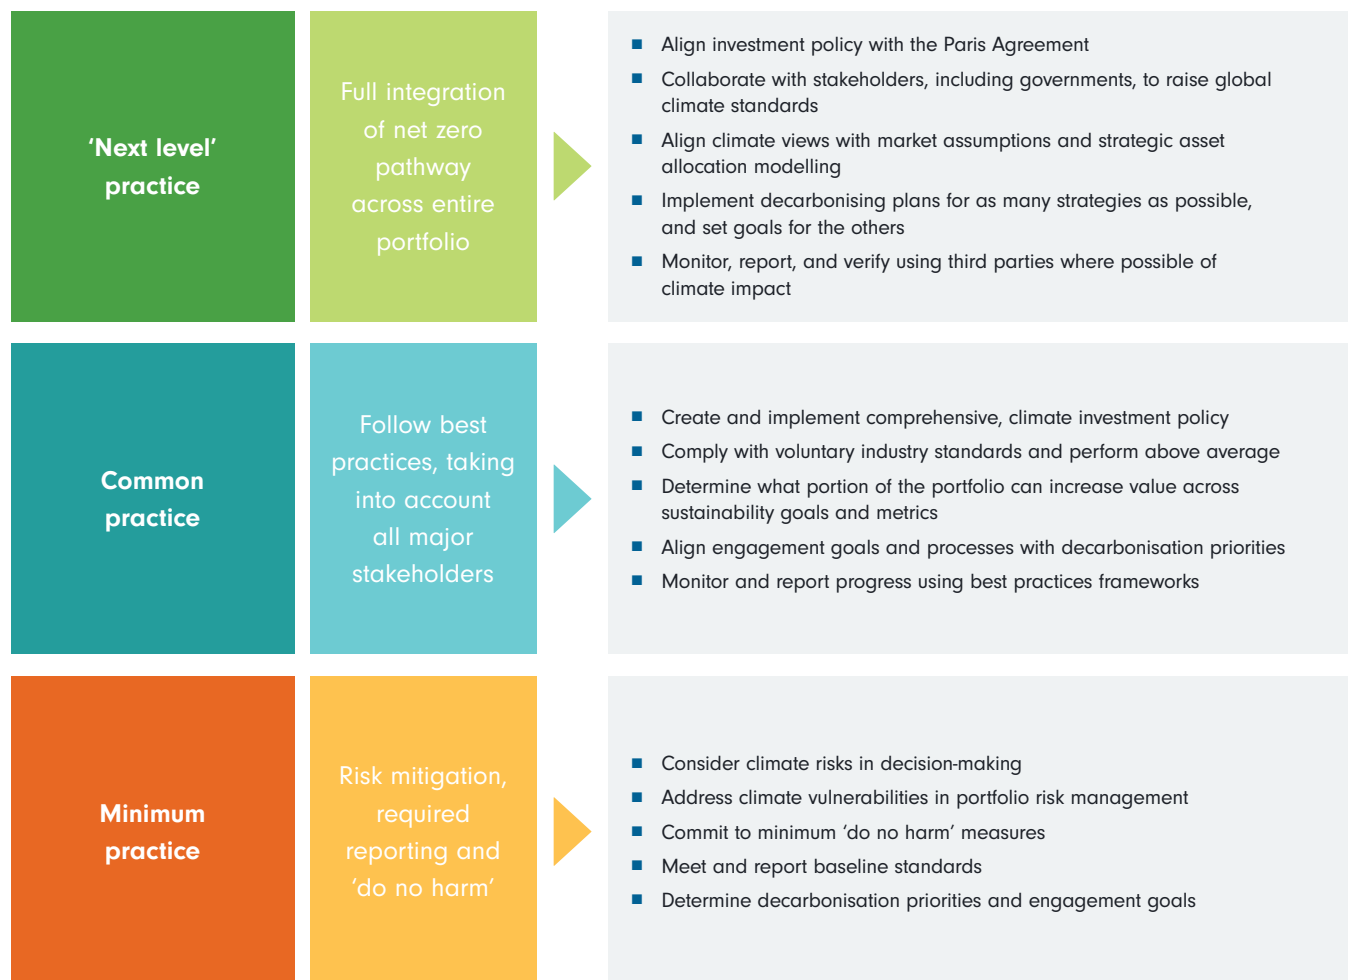 ‘Next level’
practice
Full integration
of net zero
pathway
across entire
portfolio
Align investment policy with the Paris Agreement
Collaborate with stakeholders, including governments, to raise global
climate standards
Align climate views with market assumptions and strategic asset
allocation modelling
Implement decarbonising plans for as many strategies as possible,
and set goals for the others
Monitor, report, and verify using third parties where possible of
climate impact
Common
practice
Follow best
practices, taking
into account
all major
stakeholders
Create and implement comprehensive, climate investment policy
Comply with voluntary industry standards and perform above average
Determine what portion of the portfolio can increase value across
sustainability goals and metrics
Align engagement goals and processes with decarbonisation priorities
Monitor and report progress using best practices frameworks
Minimum
practice
Risk mitigation,
required
reporting and
‘do no harm’
Consider climate risks in decision-making
Address climate vulnerabilities in portfolio risk management
Commit to minimum ‘do no harm’ measures
Meet and report baseline standards
Determine decarbonisation priorities and engagement goals